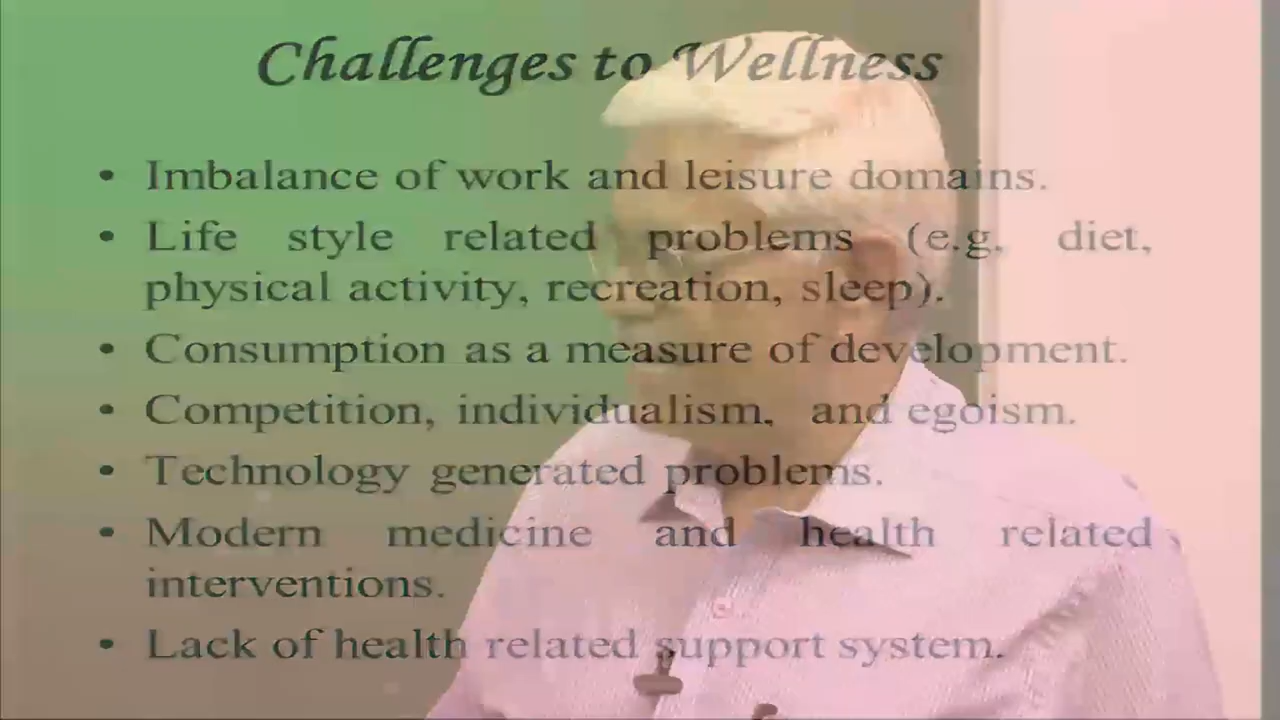 Challenges to Wellness
• Imbalance of work and leisure domains.
• Life style related problems (e.g. diet,
physical activity, recreation, sleep).
• Consumption as a measure of development.
• Competition, individualism, and egoism.
• Technology generated problems.
• Modern medicine and health related
interventions.
• Lack of health related support system.